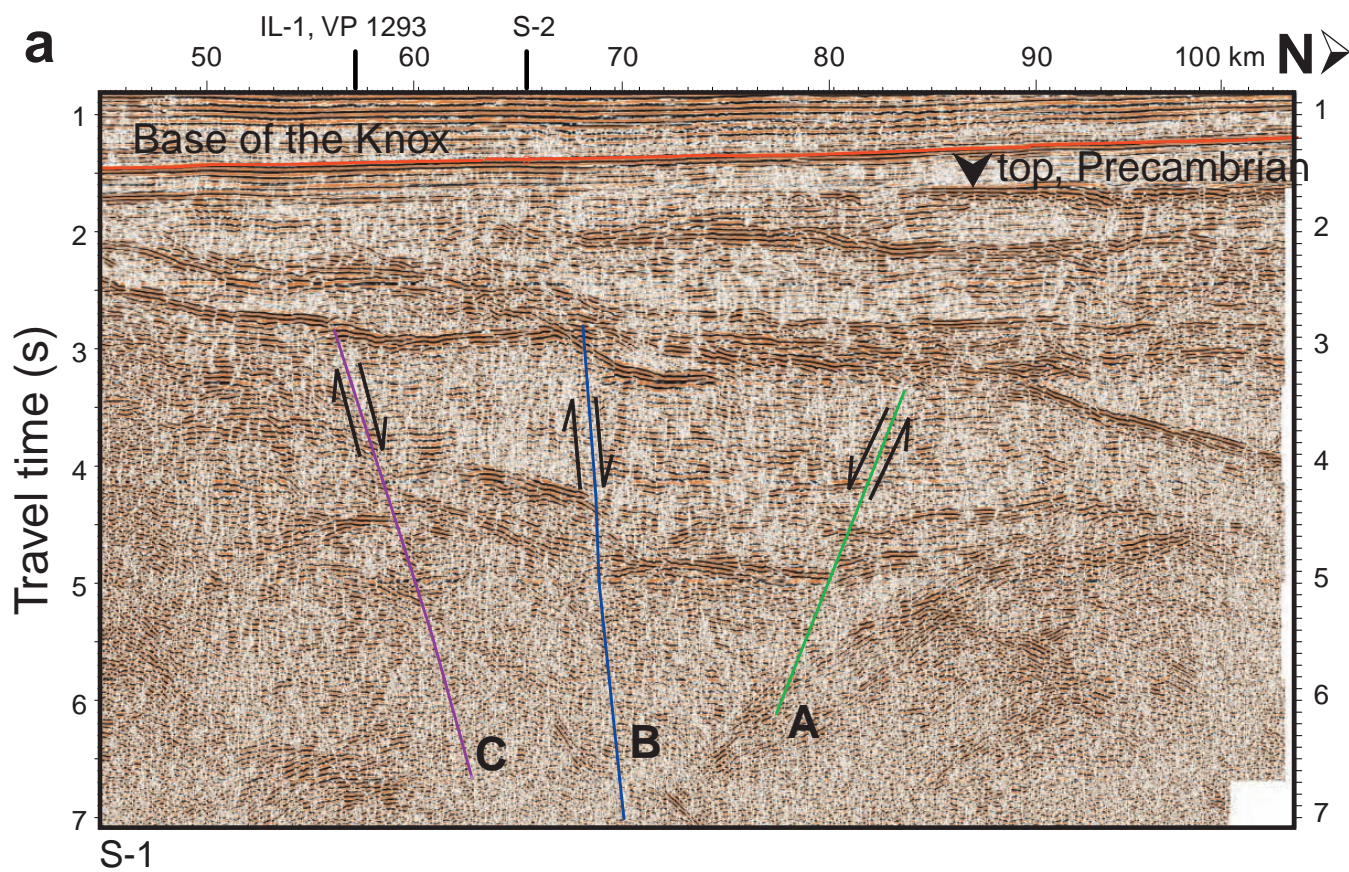 a
IL-1, VP 1293
S-2
50 60 70 80 90 100 km N
Base of the Knox
top, Precambrian
Travel time (s)
1 1
2 2
3 3
4 4
5 5
6 6
7 7
C B A
S-1